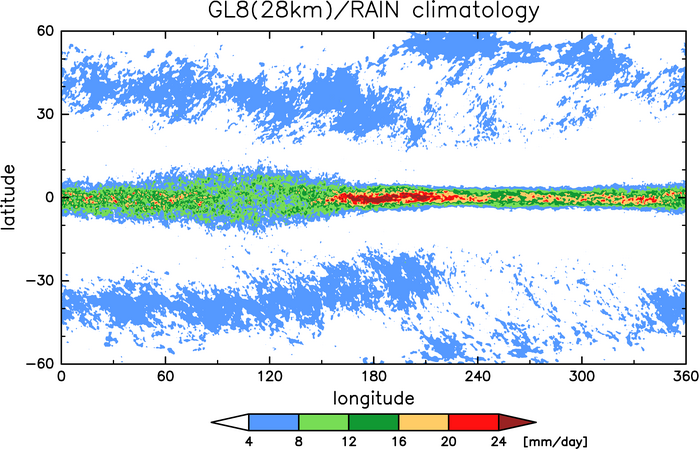 GL8(28km)/RAIN climatology
60
30
0
−30
−60
latitude
0 60 120 180 240 300 360
longitude
4 8 12 16 20 24 [mm/day]